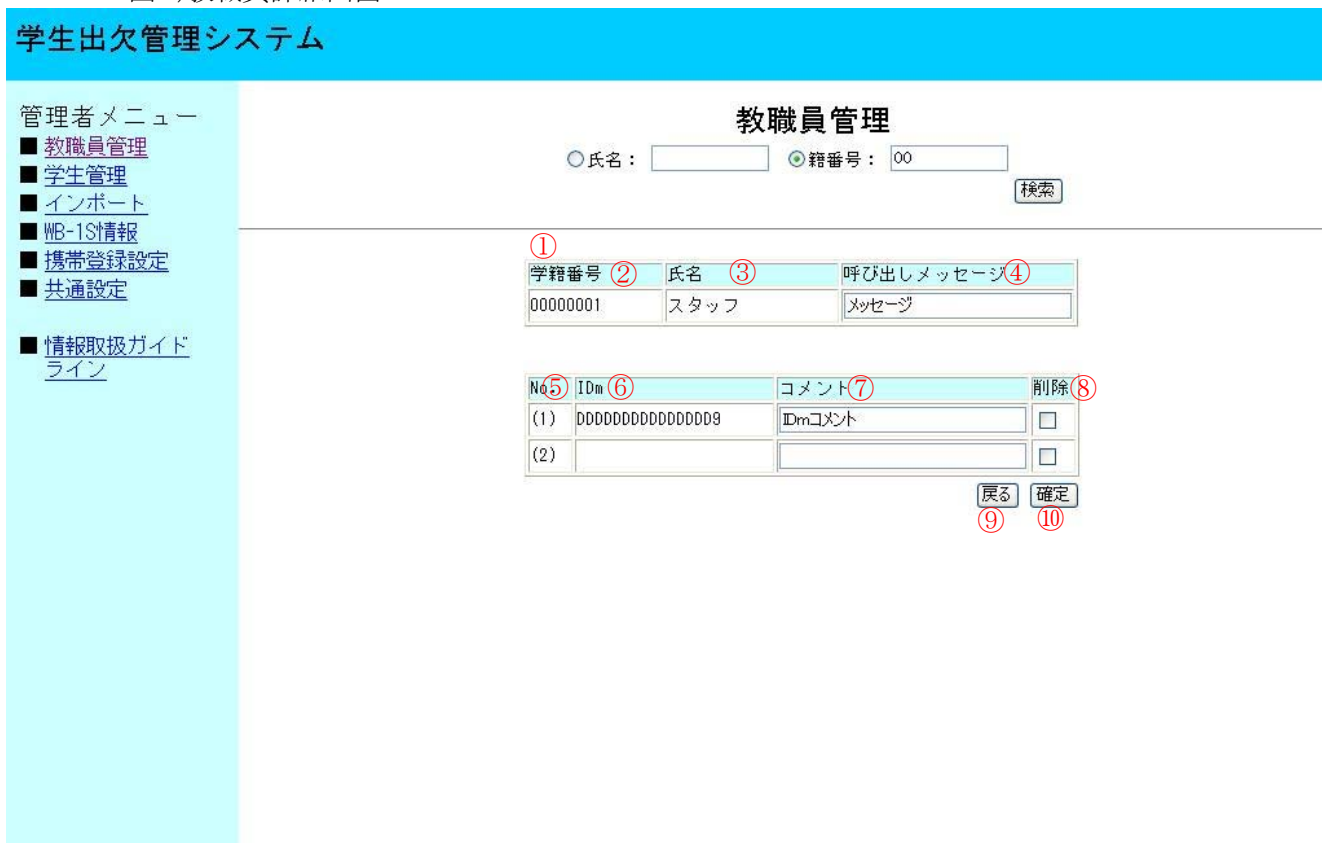 学生出欠管理システム
管理者メニュー
■ 教職員管理
■ 学生管理
■ インポート
■ WB-1S情報
■ 携帯登録設定
■ 共通設定
■ 情報取扱ガイド
ライン
教職員管理
氏名： 籍番号： 00
検索
①
学籍番号 ② 氏名 ③ 呼び出しメッセージ ④
00000001 スタッフ メッセージ
No. ⑤ IDm ⑥ コメント ⑦ 削除 ⑧
(1) DDDDDDDDDDDDDDD9 IDmコメント
(2)
戻る 確定
⑨ ⑩